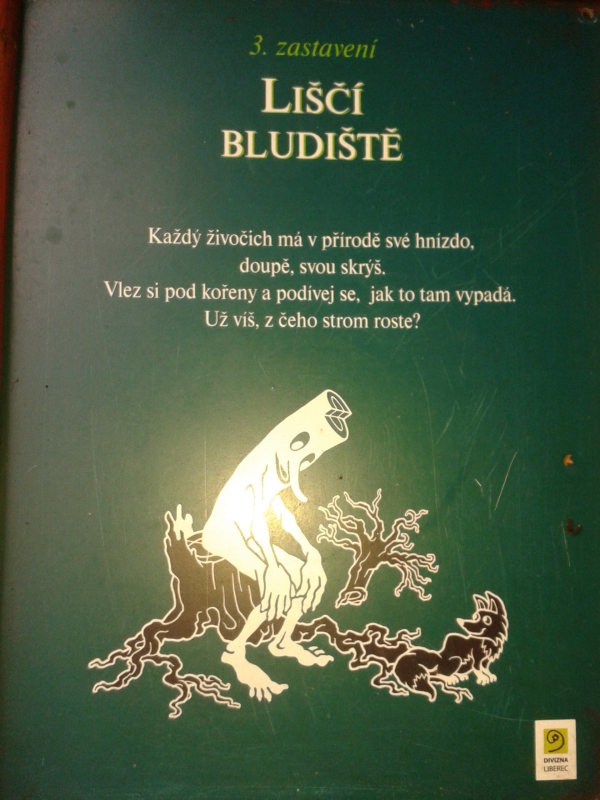 3. zastavení
LIŠČÍ
BLUDIŠTĚ
Každý živočich má v přírodě své hnízdo,
doupě, svou skrýš.
Vlez si pod kořeny a podívej se, jak to tam vypadá.
Už víš, z čeho strom roste?
DIVIZNA
LIBEREC